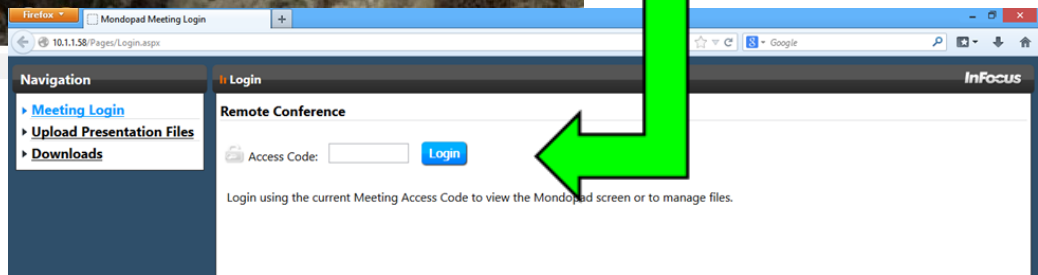 Firefox
Mondopad Meeting Login
10.1.1.58/Pages/Login.aspx
Google
Navigation
Login
InFocus
Meeting Login
Upload Presentation Files
Downloads
Remote Conference
Access Code:
Login
Login using the current Meeting Access Code to view the Mondopad screen or to manage files.